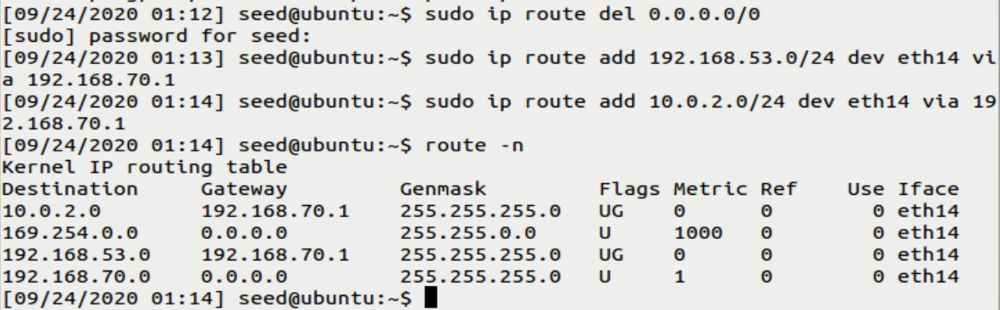 [09/24/2020 01:12] seed@ubuntu:~$ sudo ip route del 0.0.0.0/0
[sudo] password for seed:
[09/24/2020 01:13] seed@ubuntu:~$ sudo ip route add 192.168.53.0/24 dev eth14 vi
a 192.168.70.1
[09/24/2020 01:14] seed@ubuntu:~$ sudo ip route add 10.0.2.0/24 dev eth14 via 19
2.168.70.1
[09/24/2020 01:14] seed@ubuntu:~$ route -n
Kernel IP routing table
Destination     Gateway         Genmask         Flags Metric Ref    Use Iface
10.0.2.0        192.168.70.1    255.255.255.0   UG    0      0        0 eth14
169.254.0.0     0.0.0.0         255.255.0.0     U     1000   0        0 eth14
192.168.53.0    192.168.70.1    255.255.255.0   UG    0      0        0 eth14
192.168.70.0    0.0.0.0         255.255.255.0   U     1      0        0 eth14
[09/24/2020 01:14] seed@ubuntu:~$